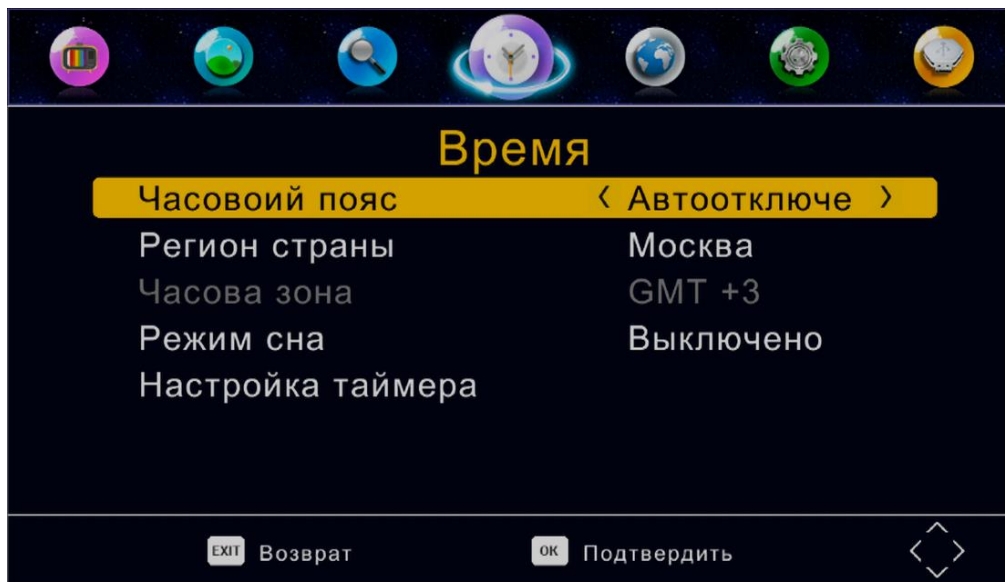 Время
Часовоий пояс < Автоотключе >
Регион страны Москва
Часова зона GMT +3
Режим сна Выключено
Настройка таймера
EXIT Возврат OK Подтвердить